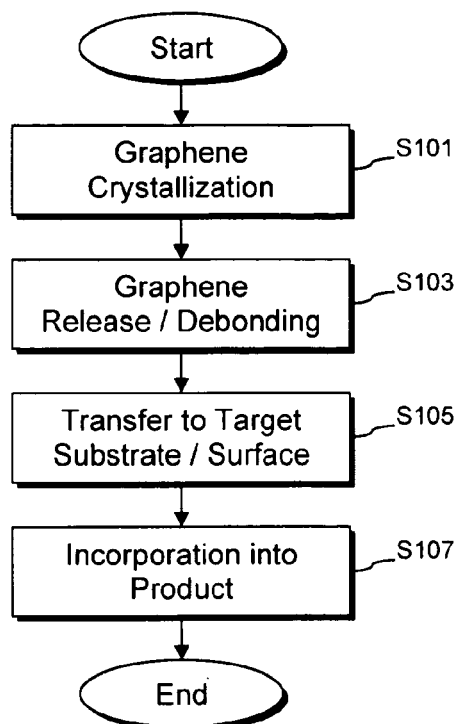 Start
Graphene
Crystallization
S101
Graphene
Release / Debonding
S103
Transfer to Target
Substrate / Surface
S105
Incorporation into
Product
S107
End